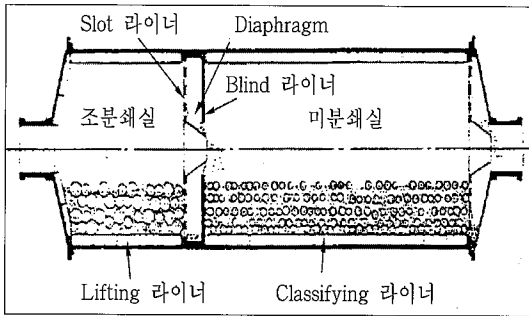 Slot 라이너
Diaphragm
Blind 라이너
조분쇄실
미분쇄실
Lifting 라이너
Classifying 라이너